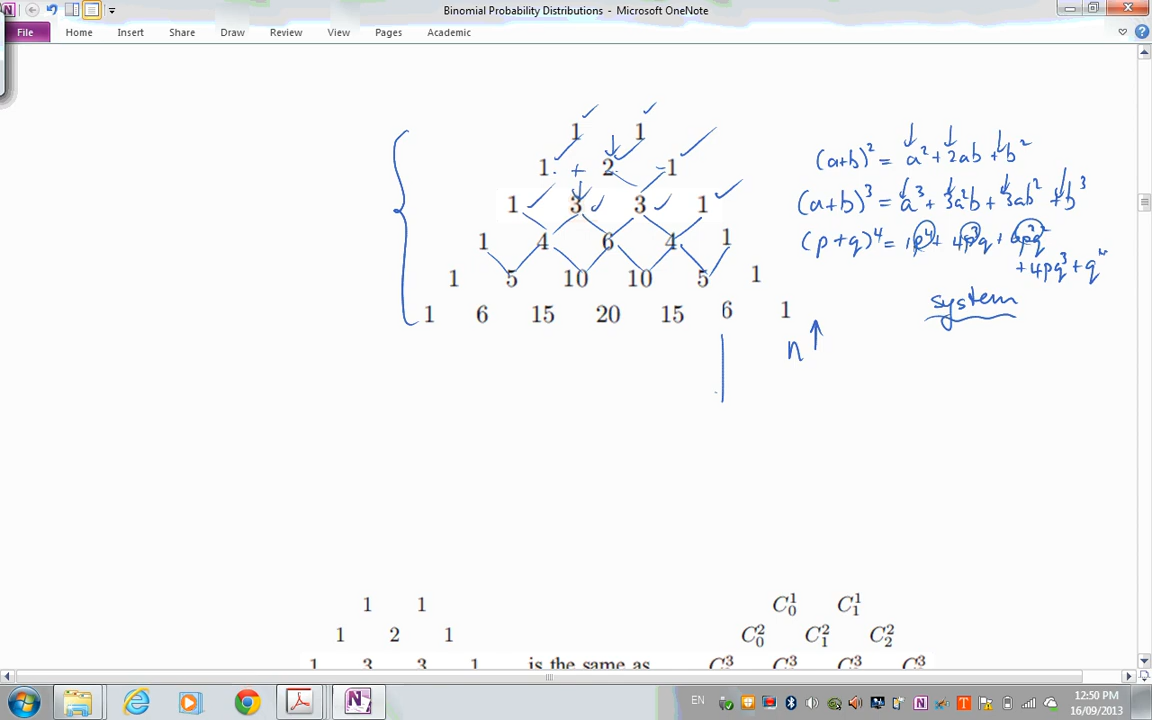 Binomial Probability Distributions - Microsoft OneNote
File Home Insert Share Draw Review View Pages Academic
1 1
1 + 2 1
1 3 3 1
1 4 6 4 1
1 5 10 10 5 1
1 6 15 20 15 6 1
(a+b)² = a² + 2ab + b²
(a+b)³ = a³ + 3a²b + 3ab² + b³
(p+q)⁴ = 1p⁴ + 4p³q + 6p²q²
+ 4pq³ + q⁴
system
n ↑
1 1
1 2 1
1 3 3 1
is the same as
C₀¹ C₁¹
C₀² C₁² C₂²
C³ C³ C³ C³
EN
12:50 PM
16/09/2013